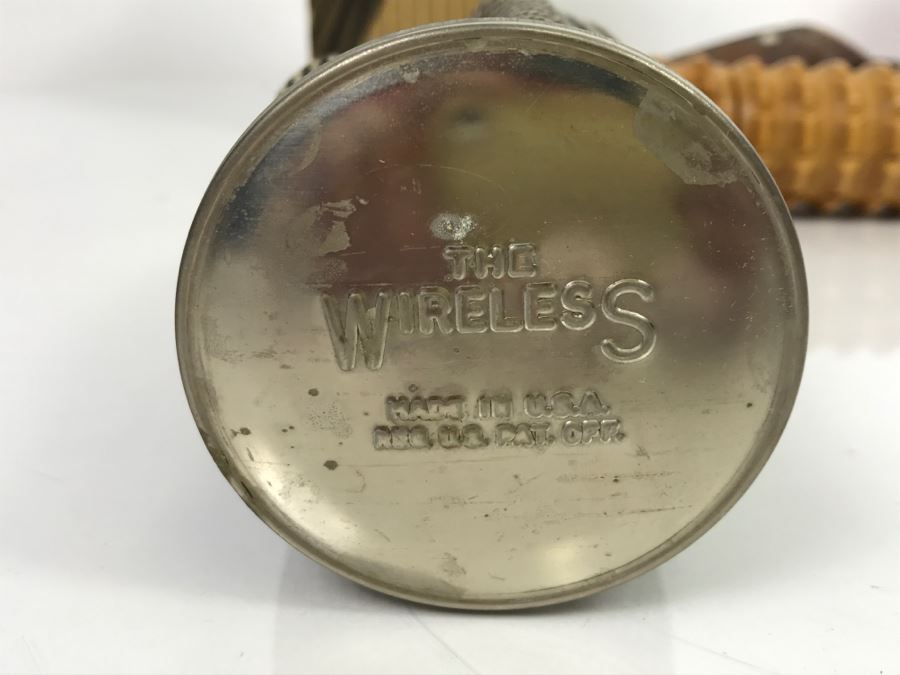 THE
WIRELESS
MADE IN U.S.A.
REG. U.S. PAT. OFF.